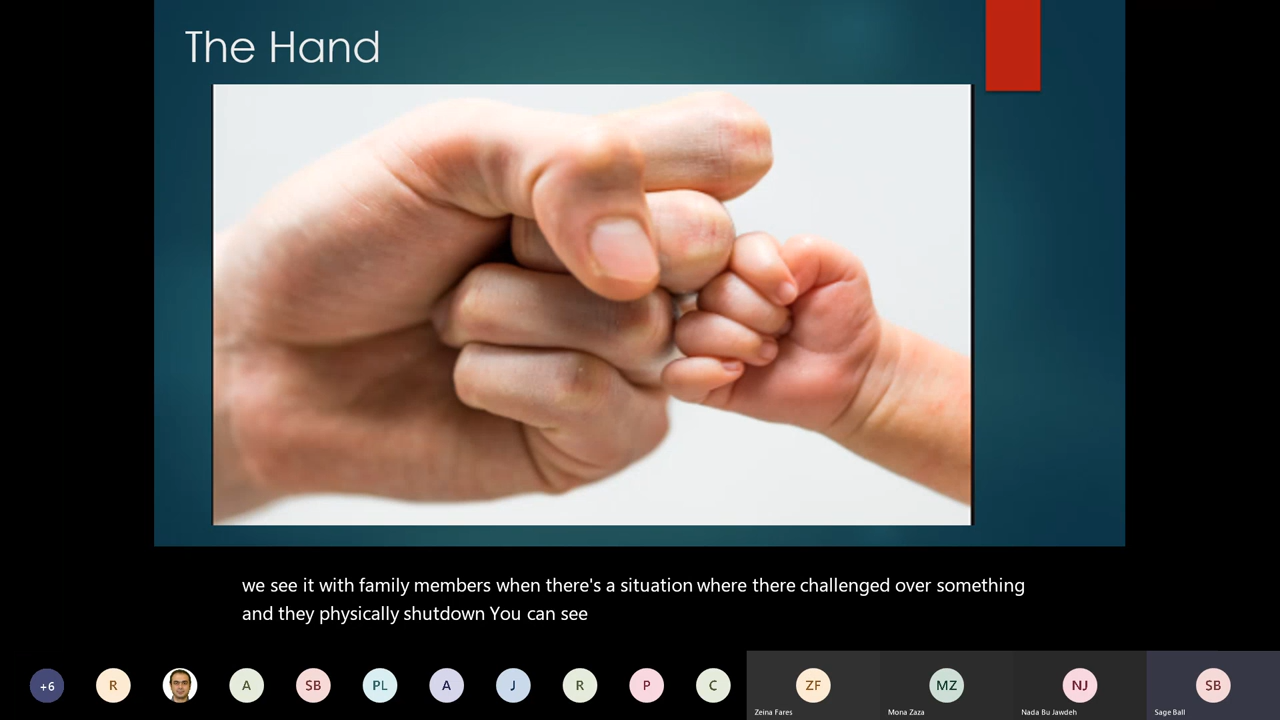 The Hand
we see it with family members when there's a situation where there challenged over something
and they physically shutdown You can see
+6
R
A
SB
PL
A
J
R
P
C
ZF
MZ
NJ
SB
Zeina Fares
Mona Zaza
Nada Bu Jawdeh
Sage Ball